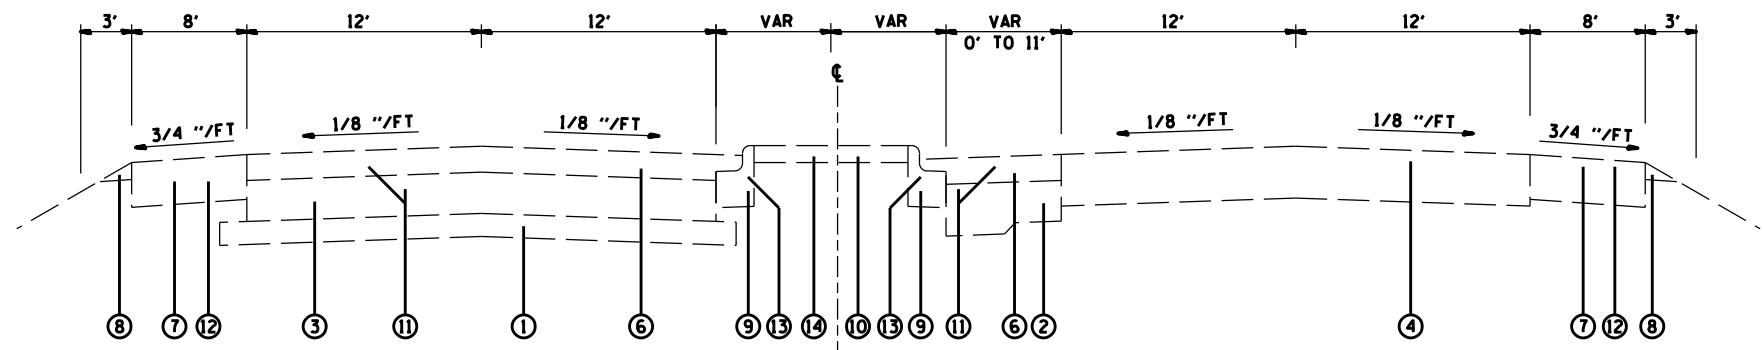 3' 8' 12' 12' VAR VAR VAR 12' 12' 8' 3'
0' TO 11'
℄
3/4 "/FT 1/8 "/FT 1/8 "/FT 1/8 "/FT 1/8 "/FT 3/4 "/FT
8 7 12 3 11 1 6 9 13 14 10 13 9 11 6 2 4 7 12 8